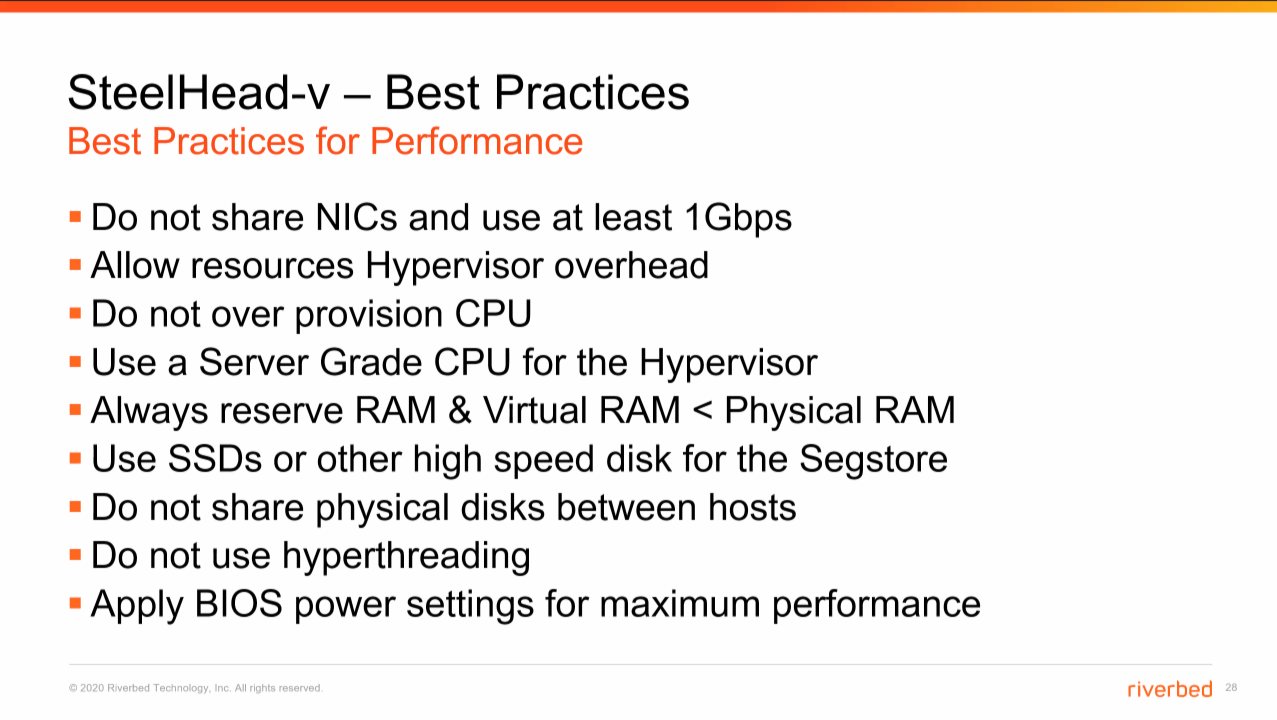 SteelHead-v – Best Practices
Best Practices for Performance
▪ Do not share NICs and use at least 1Gbps
▪ Allow resources Hypervisor overhead
▪ Do not over provision CPU
▪ Use a Server Grade CPU for the Hypervisor
▪ Always reserve RAM & Virtual RAM < Physical RAM
▪ Use SSDs or other high speed disk for the Segstore
▪ Do not share physical disks between hosts
▪ Do not use hyperthreading
▪ Apply BIOS power settings for maximum performance
© 2020 Riverbed Technology, Inc. All rights reserved.
riverbed 28